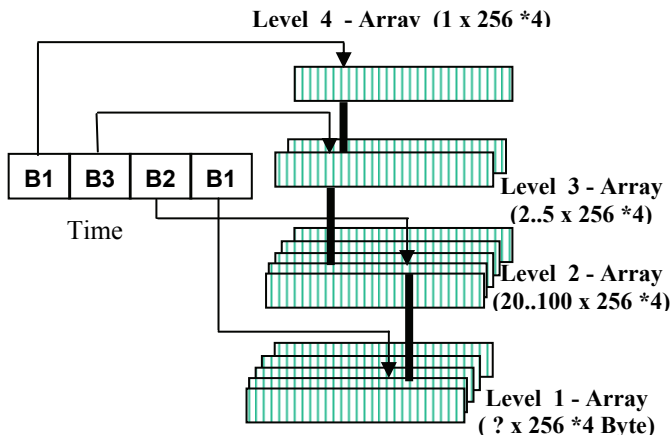 Level 4 - Array (1 x 256 *4)
B1 B3 B2 B1
Time
Level 3 - Array
(2..5 x 256 *4)
Level 2 - Array
(20..100 x 256 *4)
Level 1 - Array
( ? x 256 *4 Byte)